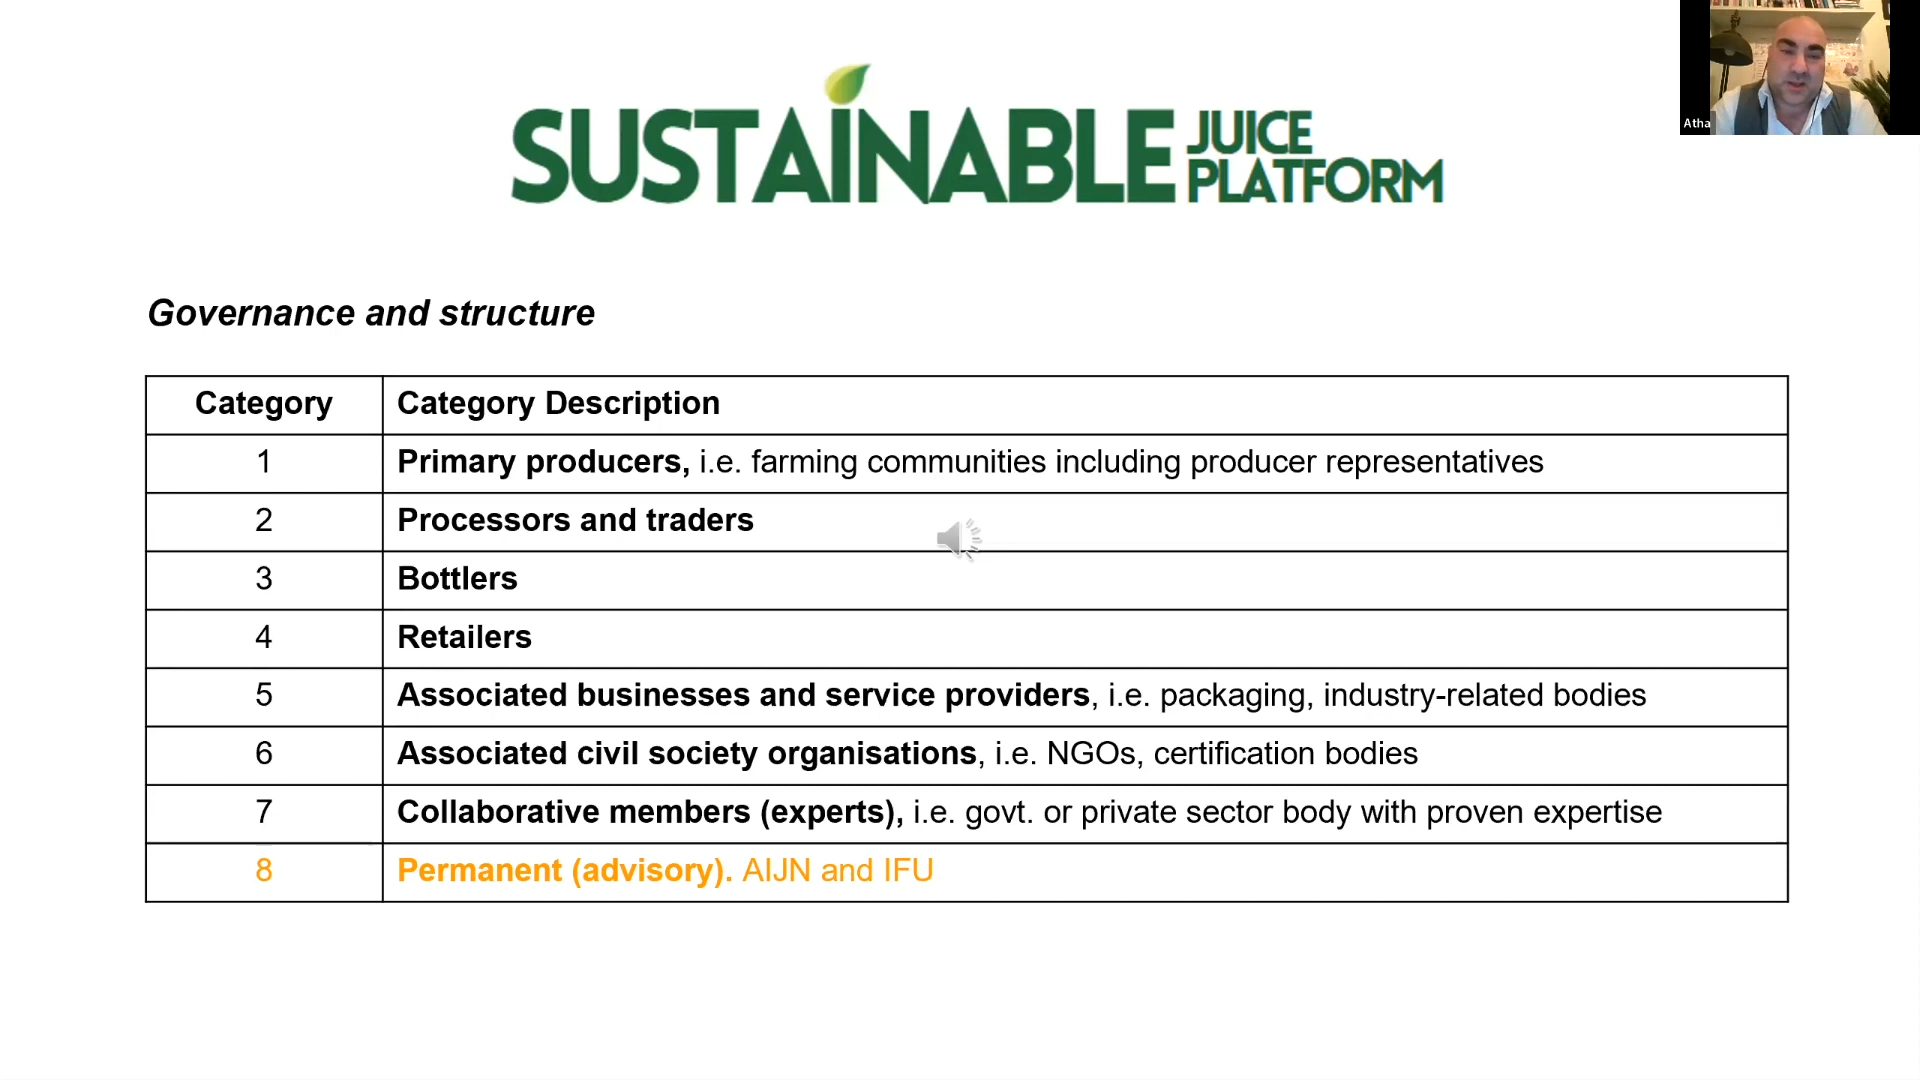 SUSTAINABLE JUICE PLATFORM
Atha
Governance and structure
Category Category Description
1 Primary producers, i.e. farming communities including producer representatives
2 Processors and traders
3 Bottlers
4 Retailers
5 Associated businesses and service providers, i.e. packaging, industry-related bodies
6 Associated civil society organisations, i.e. NGOs, certification bodies
7 Collaborative members (experts), i.e. govt. or private sector body with proven expertise
8 Permanent (advisory). AIJN and IFU